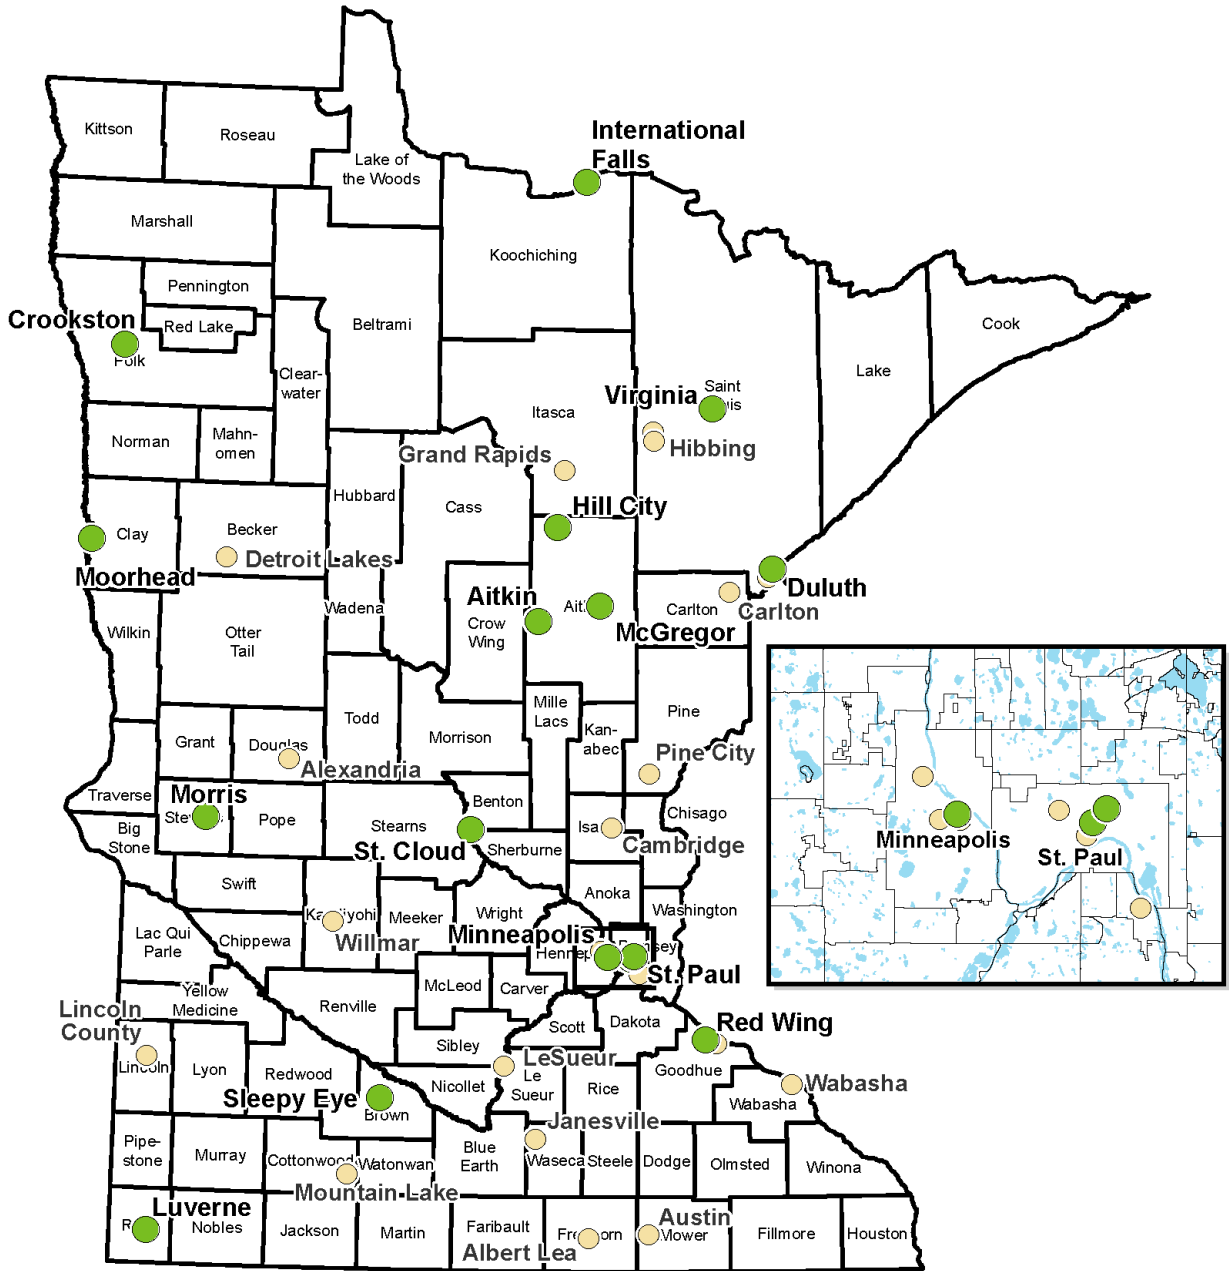 International
Falls
Kittson
Roseau
Lake of
the Woods
Marshall
Koochiching
Pennington
Crookston
Red Lake
Beltrami
Cook
Polk
Clear-
water
Lake
Virginia
Saint
Itasca
Norman
Mahn-
omen
Grand Rapids
Hibbing
Hubbard
Cass
Hill City
Clay
Becker
Detroit Lakes
Moorhead
Duluth
Aitkin
Wadena
Carlton
Carlton
Crow
Wing
McGregor
Wilkin
Otter
Tail
Mille
Lacs
Pine
Todd
Kan-
abec
Grant
Douglas
Morrison
Pine City
Alexandria
Traverse
Morris
Benton
Chisago
Pope
Stearns
Big
Stone
St. Cloud
Sherburne
Cambridge
Minneapolis
St. Paul
Swift
Anoka
Wright
Meeker
Washington
Willmar
Lac Qui
Parle
Chippewa
Minneapolis
St. Paul
McLeod
Carver
Yellow
Medicine
Renville
Lincoln
County
Scott
Dakota
Red Wing
Sibley
LeSueur
Lincoln
Lyon
Redwood
Goodhue
Nicollet
Le
Sueur
Rice
Wabasha
Sleepy Eye
Brown
Wabasha
Janesville
Pipe-
stone
Murray
Cottonwood
Watonwan
Blue
Earth
Waseca
Steele
Dodge
Olmsted
Winona
Mountain Lake
Luverne
Nobles
Jackson
Martin
Faribault
Austin
Mower
Fillmore
Houston
Albert Lea